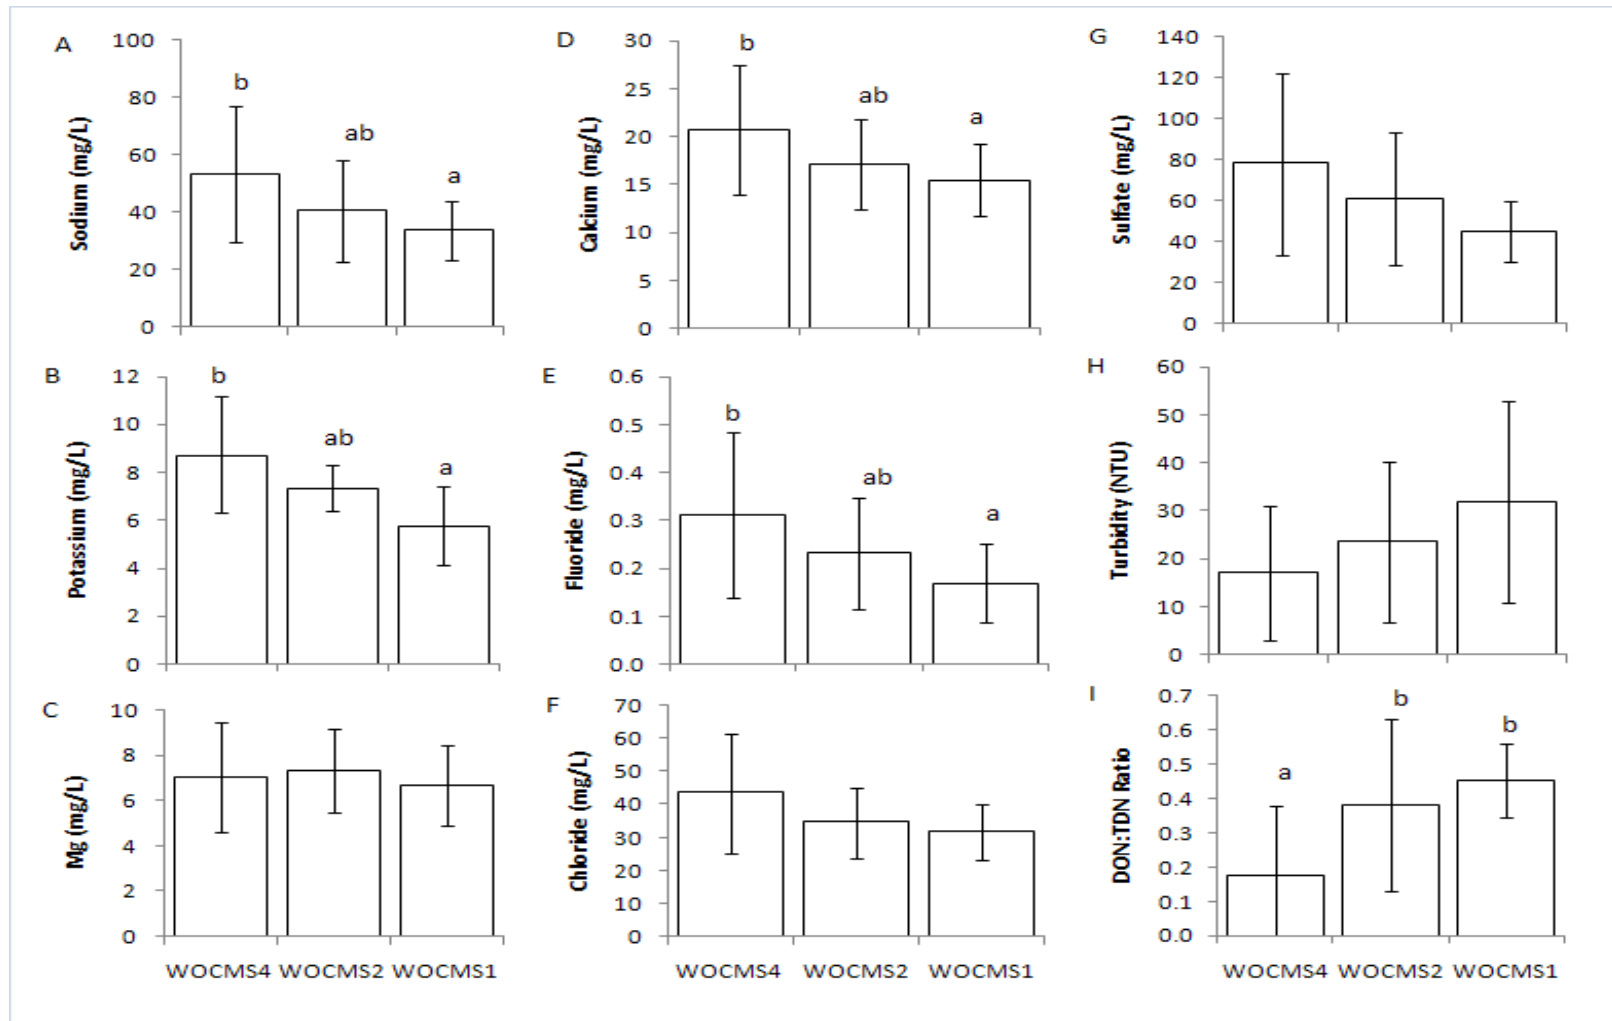 A
Sodium (mg/L)
100
80
60
40
20
0
b
ab
a
D
Calcium (mg/L)
30
25
20
15
10
5
0
b
ab
a
G
Sulfate (mg/L)
140
120
100
80
60
40
20
0
B
Potassium (mg/L)
12
10
8
6
4
2
0
b
ab
a
E
Fluoride (mg/L)
0.6
0.5
0.4
0.3
0.2
0.1
0.0
b
ab
a
H
Turbidity (NTU)
60
50
40
30
20
10
0
C
Mg (mg/L)
10
8
6
4
2
0
WOCMS4 WOCMS2 WOCMS1
F
Chloride (mg/L)
70
60
50
40
30
20
10
0
WOCMS4 WOCMS2 WOCMS1
I
DON:TDN Ratio
0.7
0.6
0.5
0.4
0.3
0.2
0.1
0.0
a
b
b
WOCMS4 WOCMS2 WOCMS1